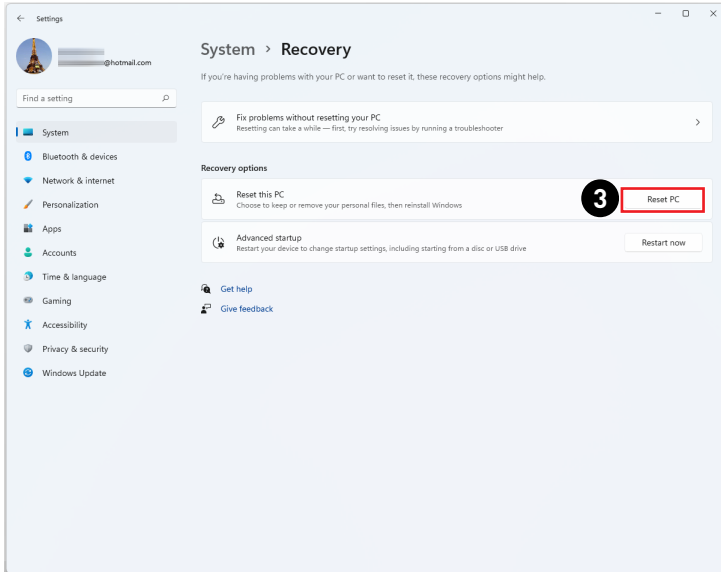 Settings
@hotmail.com
Find a setting
System
Bluetooth & devices
Network & internet
Personalization
Apps
Accounts
Time & language
Gaming
Accessibility
Privacy & security
Windows Update
System > Recovery
If you're having problems with your PC or want to reset it, these recovery options might help.
Fix problems without resetting your PC
Resetting can take a while — first, try resolving issues by running a troubleshooter
Recovery options
Reset this PC
Choose to keep or remove your personal files, then reinstall Windows
3
Reset PC
Advanced startup
Restart your device to change startup settings, including starting from a disc or USB drive
Restart now
Get help
Give feedback